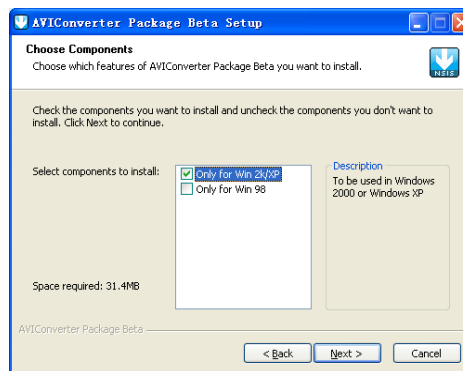 AVIConverter Package Beta Setup
Choose Components
Choose which features of AVIConverter Package Beta you want to install.
NSIS
Check the components you want to install and uncheck the components you don't want to
install. Click Next to continue.
Select components to install:
Only for Win 2k/XP
Only for Win 98
Description
To be used in Windows
2000 or Windows XP
Space required: 31.4MB
AVIConverter Package Beta
< Back
Next >
Cancel